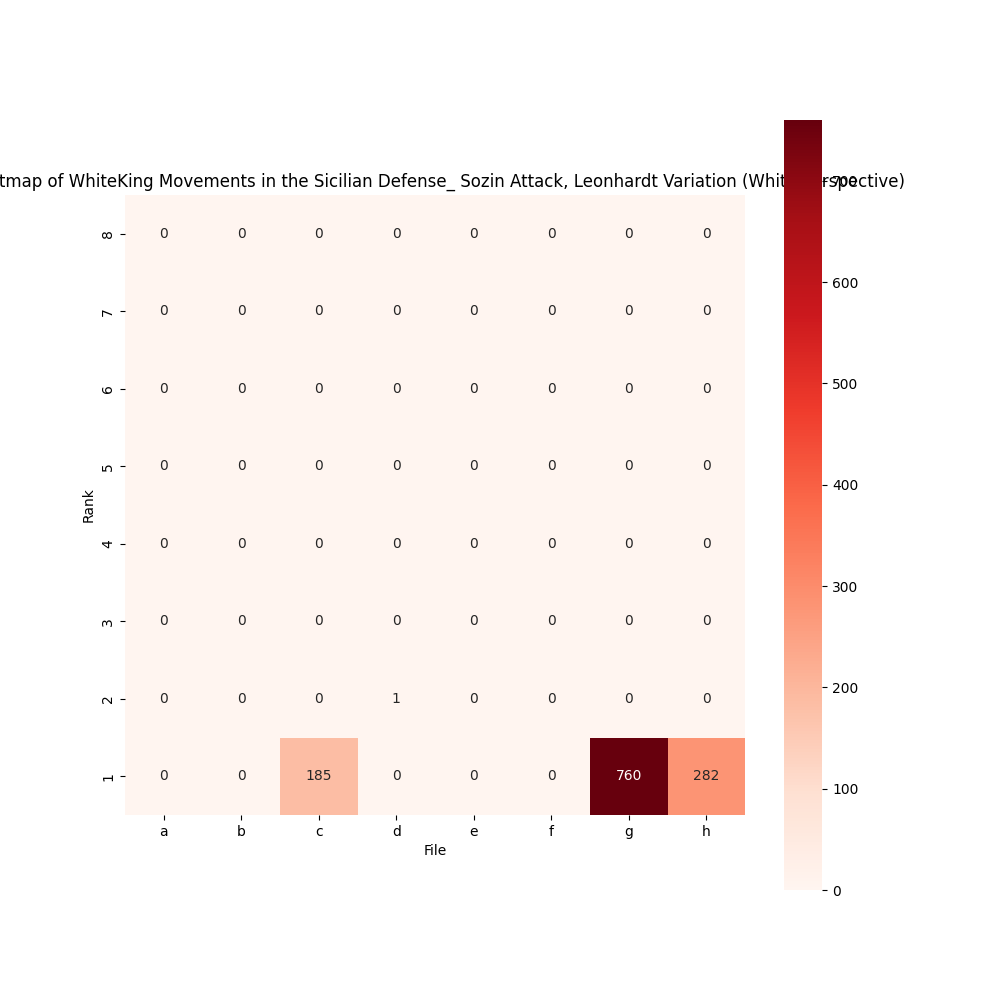 tmap of WhiteKing Movements in the Sicilian Defense_ Sozin Attack, Leonhardt Variation (White Perspective)
700
8 0 0 0 0 0 0 0 0
600
7 0 0 0 0 0 0 0 0
500
6 0 0 0 0 0 0 0 0
5 0 0 0 0 0 0 0 0
400
Rank
4 0 0 0 0 0 0 0 0
300
3 0 0 0 0 0 0 0 0
200
2 0 0 0 1 0 0 0 0
100
1 0 0 185 0 0 0 760 282
a b c d e f g h
File
0